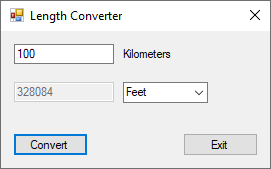 Length Converter
100 Kilometers
328084 Feet
Convert Exit